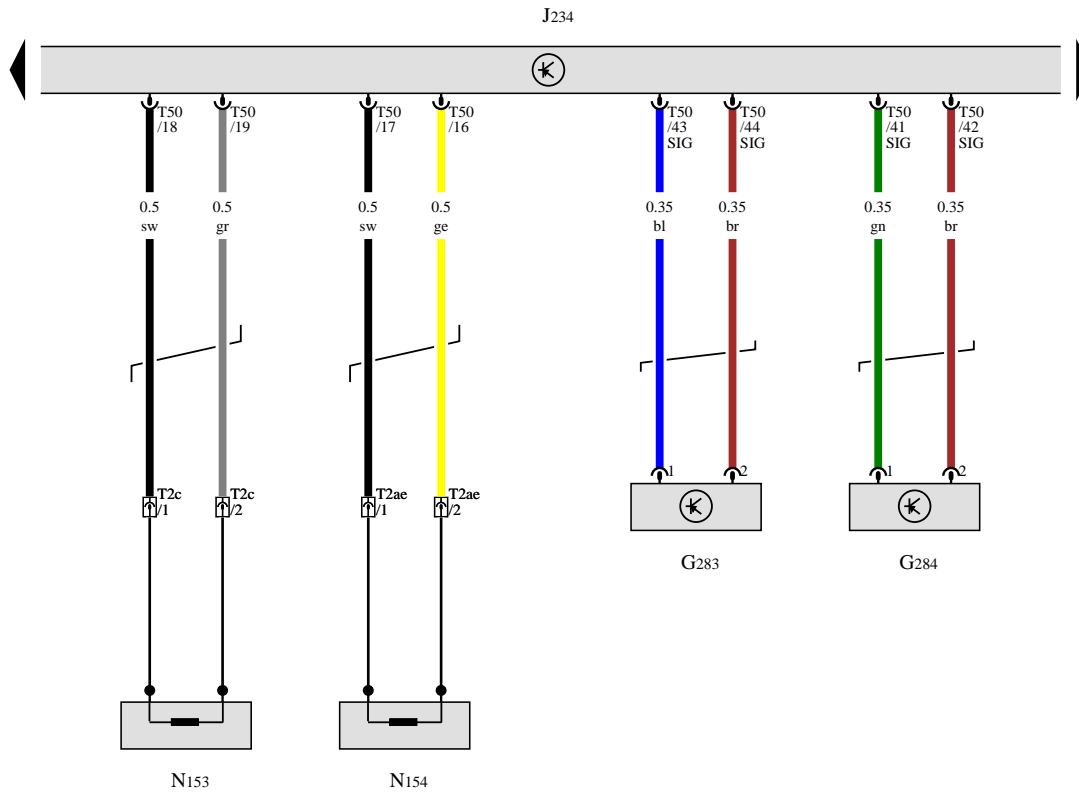 J234
T50 T50 T50 T50 T50 T50 T50 T50
/18 /19 /17 /16 /43 /44 /41 /42
SIG SIG SIG SIG
0.5 0.5 0.5 0.5 0.35 0.35 0.35 0.35
sw gr sw ge bl br gn br
1 2 1 2
T2c T2c T2ae T2ae
/1 /2 /1 /2
G283 G284
N153 N154